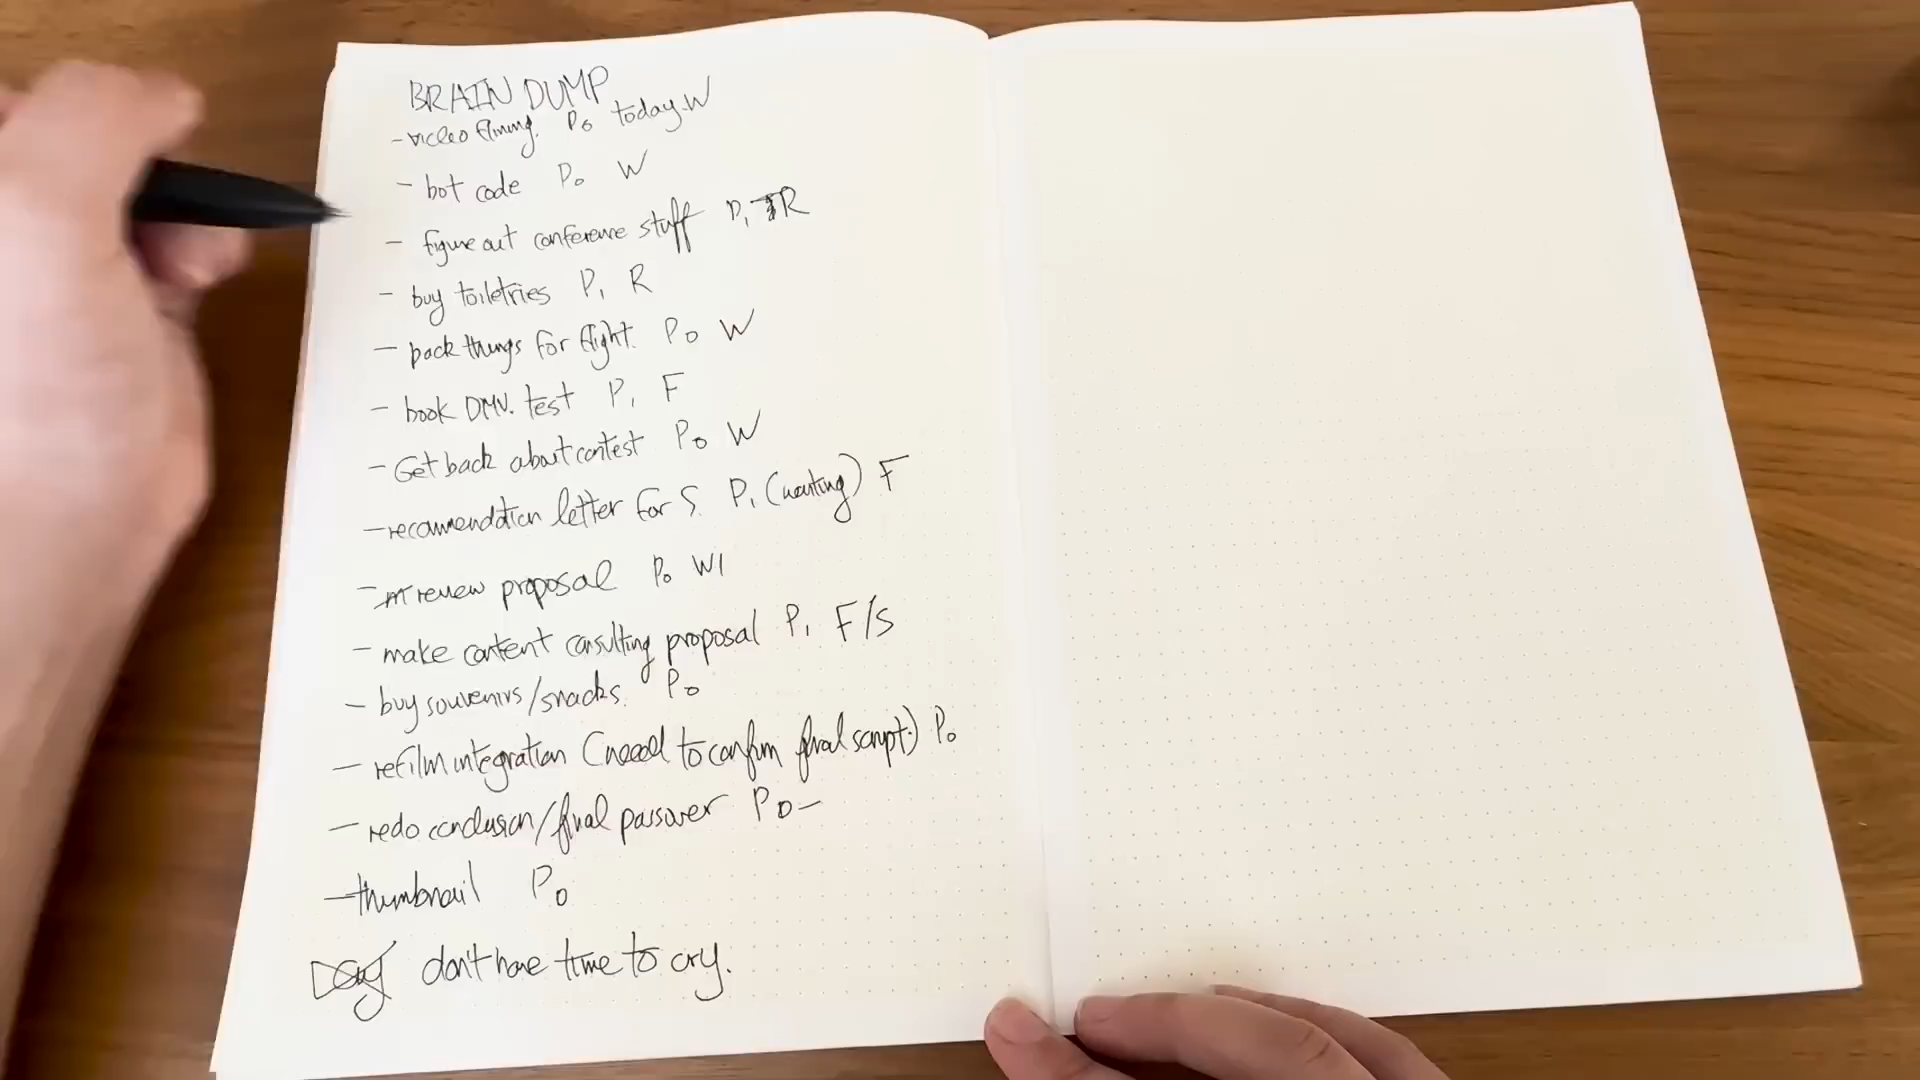 BRAIN DUMP
- video filming. P0 today W
- bot code P0 W
- figure out conference stuff P1 R
- buy toiletries P1 R
- pack things for flight. P0 W
- book DMV. test P1 F
- Get back about contest P0 W
- recommendation letter for S. P1 (waiting) F
- review proposal P0 W
- make content consulting proposal P1 F/S
- buy souvenirs/snacks. P0
- refilm integration (need to confirm final script.) P0
- redo conclusion/final passover P0 -
- thumbnail P0
don't have time to cry.